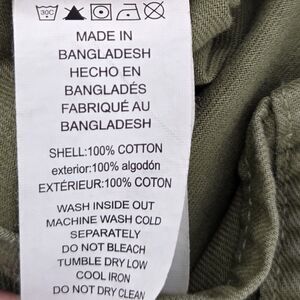 30C
MADE IN
BANGLADESH
HECHO EN
BANGLADÉS
FABRIQUÉ AU
BANGLADESH
SHELL:100% COTTON
exterior:100% algodón
EXTÉRIEUR:100% COTON
WASH INSIDE OUT
MACHINE WASH COLD
SEPARATELY
DO NOT BLEACH
TUMBLE DRY LOW
COOL IRON
DO NOT DRY CLEAN